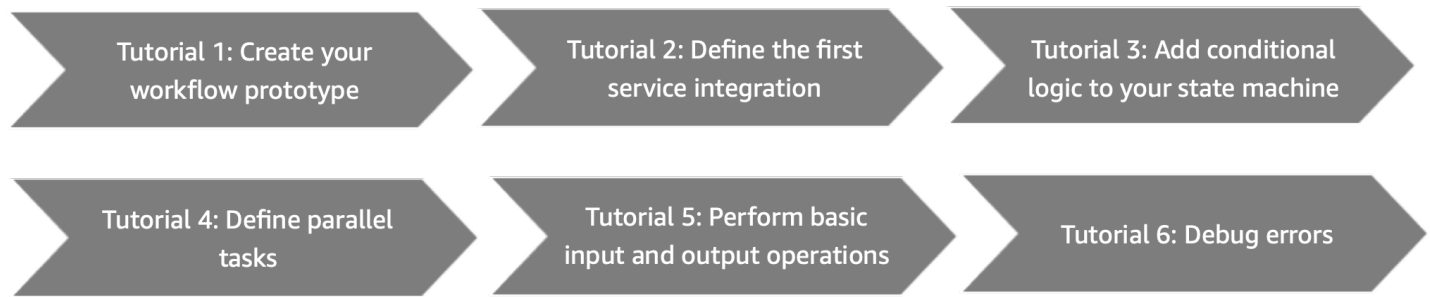 Tutorial 1: Create your
workflow prototype
Tutorial 2: Define the first
service integration
Tutorial 3: Add conditional
logic to your state machine
Tutorial 4: Define parallel
tasks
Tutorial 5: Perform basic
input and output operations
Tutorial 6: Debug errors